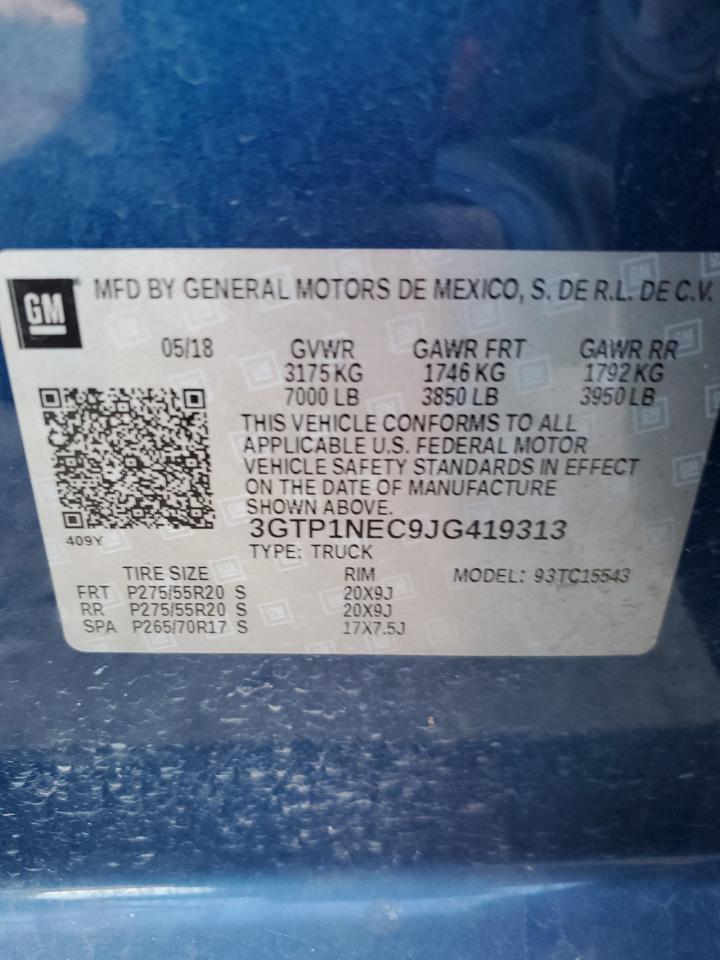 GM MFD BY GENERAL MOTORS DE MEXICO, S. DE R.L. DE C.V.
05/18 GVWR GAWR FRT GAWR RR
3175 KG 1746 KG 1792 KG
7000 LB 3850 LB 3950 LB
THIS VEHICLE CONFORMS TO ALL
APPLICABLE U.S. FEDERAL MOTOR
VEHICLE SAFETY STANDARDS IN EFFECT
ON THE DATE OF MANUFACTURE
SHOWN ABOVE.
409Y
3GTP1NEC9JG419313
TYPE: TRUCK
TIRE SIZE RIM MODEL: 93TC15543
FRT P275/55R20 S 20X9J
RR P275/55R20 S 20X9J
SPA P265/70R17 S 17X7.5J